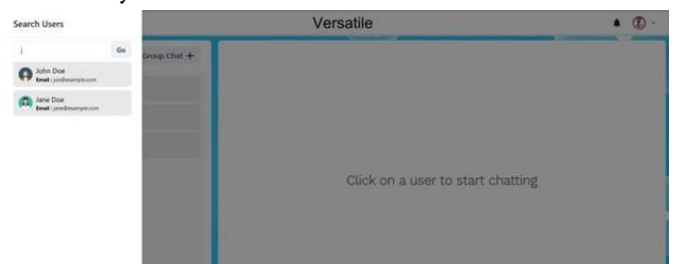 Search Users
Versatile
j
Go
Group Chat +
John Doe
Email : jon@example.com
Jane Doe
Email : jane@example.com
Click on a user to start chatting